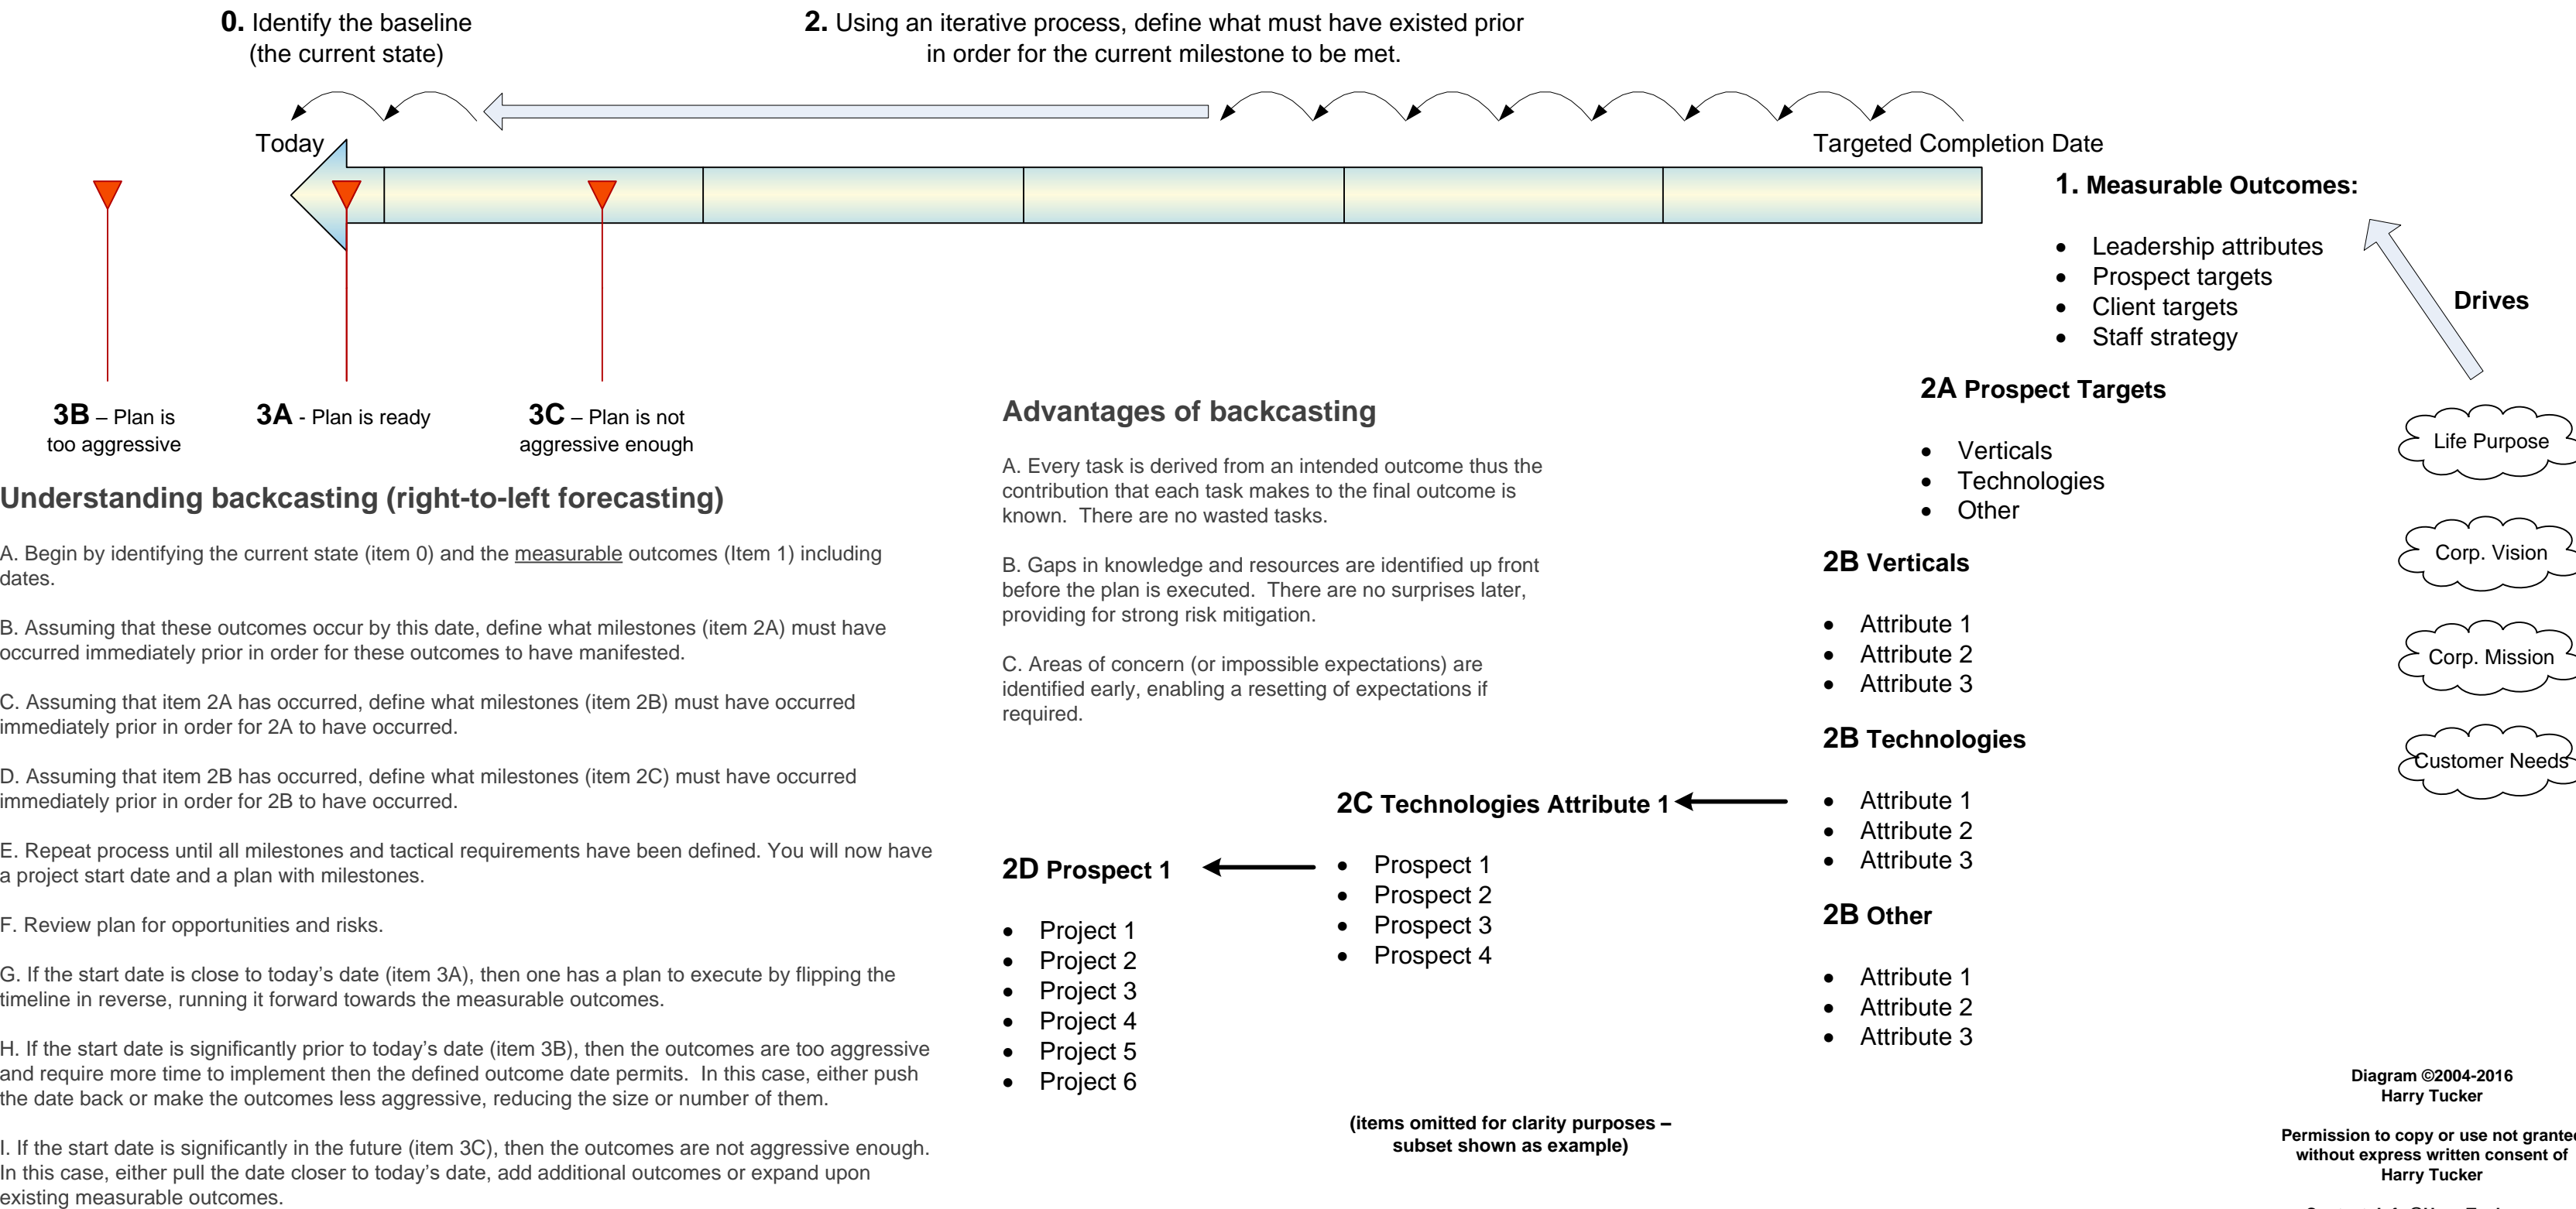 0. Identify the baseline
(the current state)
2. Using an iterative process, define what must have existed prior
in order for the current milestone to be met.
Today
Targeted Completion Date
1. Measurable Outcomes:
• Leadership attributes
• Prospect targets
• Client targets
• Staff strategy
Drives
3B – Plan is
too aggressive
3A - Plan is ready
3C – Plan is not
aggressive enough
Understanding backcasting (right-to-left forecasting)
A. Begin by identifying the current state (item 0) and the measurable outcomes (Item 1) including
dates.
B. Assuming that these outcomes occur by this date, define what milestones (item 2A) must have
occurred immediately prior in order for these outcomes to have manifested.
C. Assuming that item 2A has occurred, define what milestones (item 2B) must have occurred
immediately prior in order for 2A to have occurred.
D. Assuming that item 2B has occurred, define what milestones (item 2C) must have occurred
immediately prior in order for 2B to have occurred.
E. Repeat process until all milestones and tactical requirements have been defined. You will now have
a project start date and a plan with milestones.
F. Review plan for opportunities and risks.
G. If the start date is close to today's date (item 3A), then one has a plan to execute by flipping the
timeline in reverse, running it forward towards the measurable outcomes.
H. If the start date is significantly prior to today's date (item 3B), then the outcomes are too aggressive
and require more time to implement then the defined outcome date permits. In this case, either push
the date back or make the outcomes less aggressive, reducing the size or number of them.
I. If the start date is significantly in the future (item 3C), then the outcomes are not aggressive enough.
In this case, either pull the date closer to today's date, add additional outcomes or expand upon
existing measurable outcomes.
Advantages of backcasting
A. Every task is derived from an intended outcome thus the
contribution that each task makes to the final outcome is
known. There are no wasted tasks.
B. Gaps in knowledge and resources are identified up front
before the plan is executed. There are no surprises later,
providing for strong risk mitigation.
C. Areas of concern (or impossible expectations) are
identified early, enabling a resetting of expectations if
required.
2A Prospect Targets
• Verticals
• Technologies
• Other
2B Verticals
• Attribute 1
• Attribute 2
• Attribute 3
2B Technologies
• Attribute 1
• Attribute 2
• Attribute 3
2B Other
• Attribute 1
• Attribute 2
• Attribute 3
2C Technologies Attribute 1
• Prospect 1
• Prospect 2
• Prospect 3
• Prospect 4
2D Prospect 1
• Project 1
• Project 2
• Project 3
• Project 4
• Project 5
• Project 6
(items omitted for clarity purposes –
subset shown as example)
Life Purpose
Corp. Vision
Corp. Mission
Customer Needs
Diagram ©2004-2016
Harry Tucker
Permission to copy or use not granted
without express written consent of
Harry Tucker